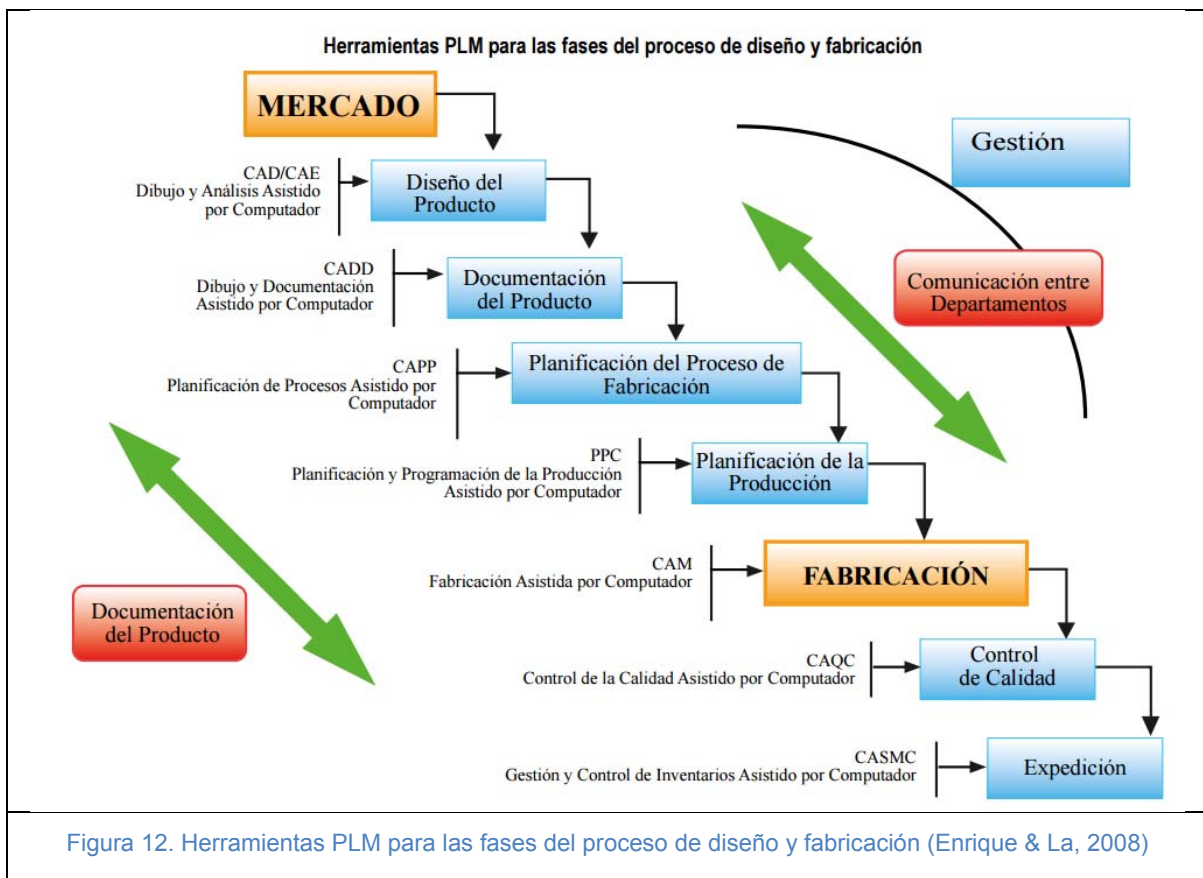 Herramientas PLM para las fases del proceso de diseño y fabricación
MERCADO
Gestión
CAD/CAE
Dibujo y Análisis Asistido
por Computador
Diseño del
Producto
CADD
Dibujo y Documentación
Asistido por Computador
Documentación
del Producto
Comunicación entre
Departamentos
CAPP
Planificación de Procesos Asistido por
Computador
Planificación del Proceso de
Fabricación
PPC
Planificación y Programación de la Producción
Asistido por Computador
Planificación de la
Producción
CAM
Fabricación Asistida por Computador
FABRICACIÓN
Documentación
del Producto
CAQC
Control de la Calidad Asistido por Computador
Control
de Calidad
CASMC
Gestión y Control de Inventarios Asistido por Computador
Expedición
Figura 12. Herramientas PLM para las fases del proceso de diseño y fabricación (Enrique & La, 2008)